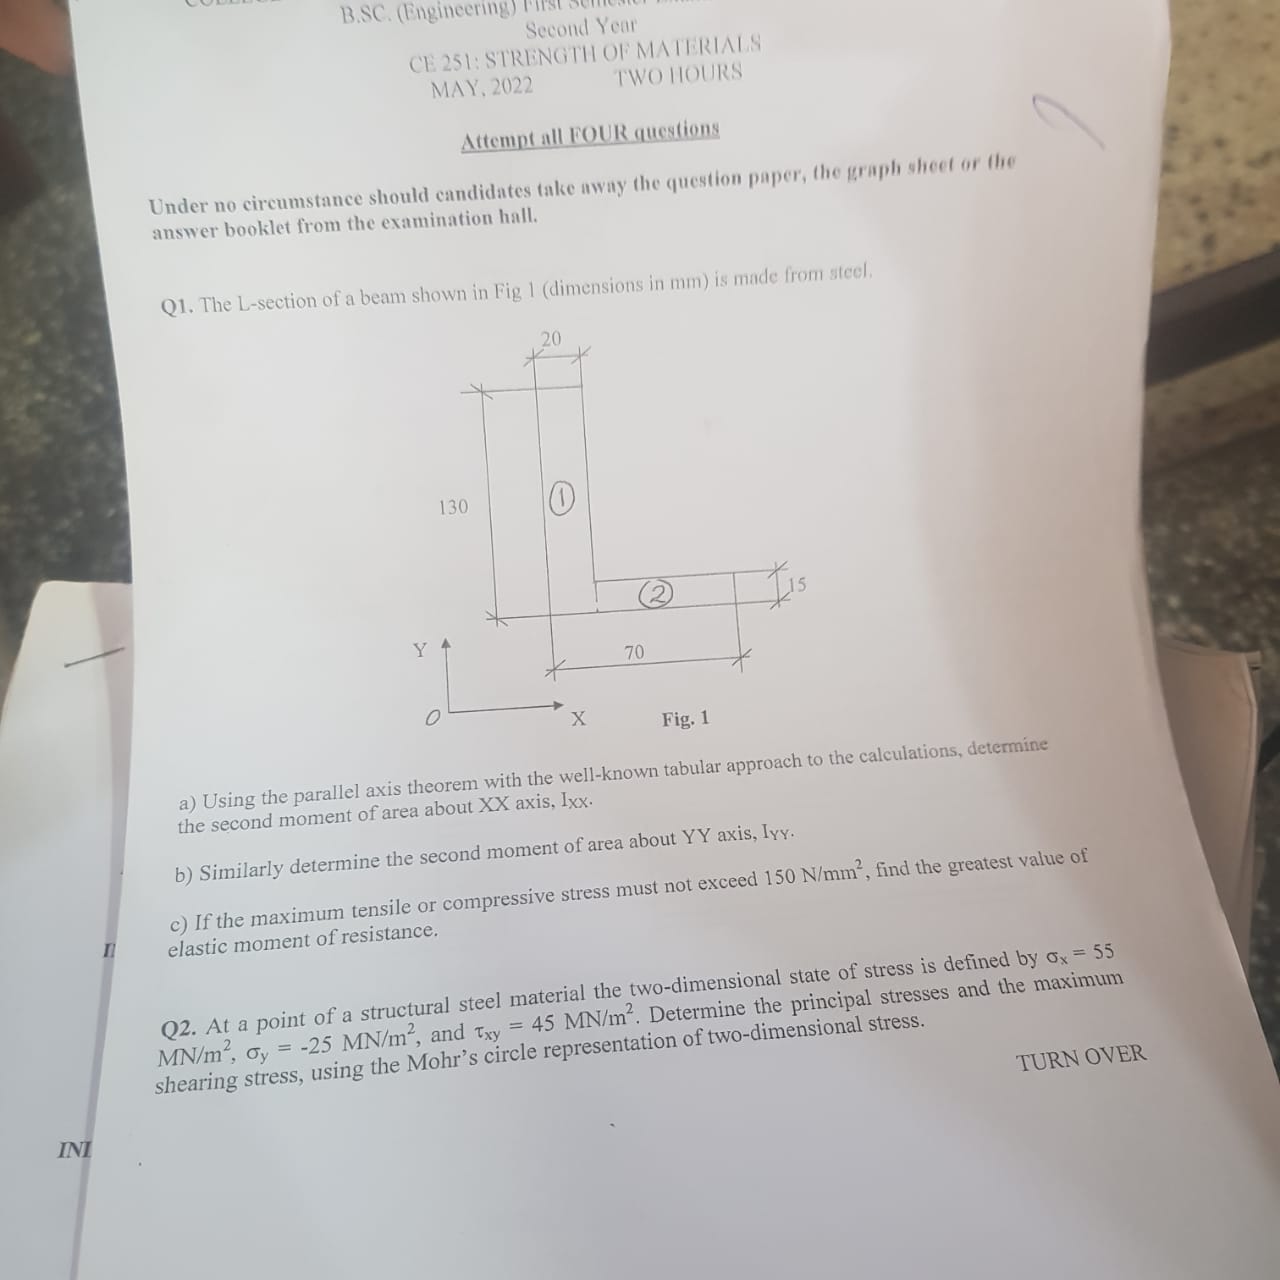 B.SC. (Engineering) First
Second Year
CE 251: STRENGTH OF MATERIALS
MAY, 2022 TWO HOURS
Attempt all FOUR questions
Under no circumstance should candidates take away the question paper, the graph sheet or the
answer booklet from the examination hall.
Q1. The L-section of a beam shown in Fig 1 (dimensions in mm) is made from steel.
20
130
1
2
15
70
Y
O
X
Fig. 1
a) Using the parallel axis theorem with the well-known tabular approach to the calculations, determine
the second moment of area about XX axis, Ixx.
b) Similarly determine the second moment of area about YY axis, IYY.
c) If the maximum tensile or compressive stress must not exceed 150 N/mm², find the greatest value of
elastic moment of resistance.
Q2. At a point of a structural steel material the two-dimensional state of stress is defined by σx = 55
MN/m², σy = -25 MN/m², and τxy = 45 MN/m². Determine the principal stresses and the maximum
shearing stress, using the Mohr's circle representation of two-dimensional stress.
TURN OVER